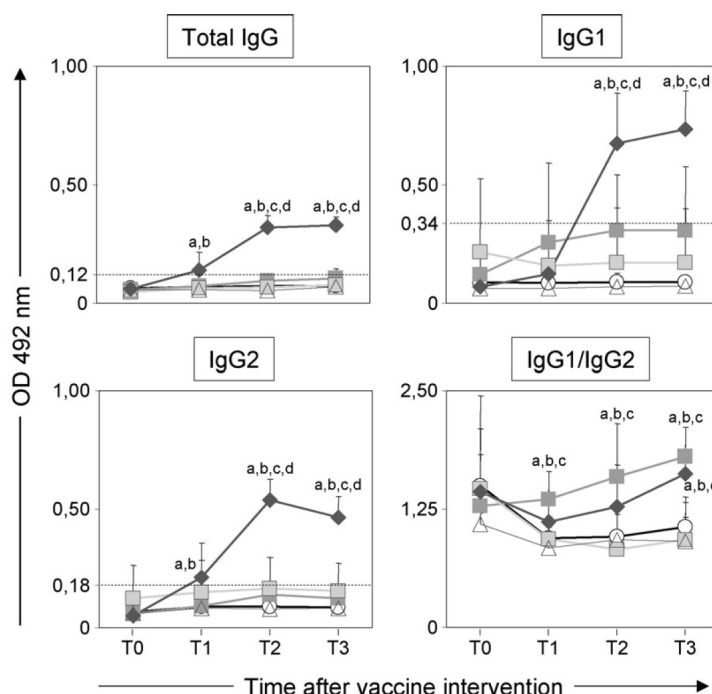 Total IgG
IgG1
1,00
0,50
0,12
0
a,b
a,b,c,d
a,b,c,d
1,00
0,50
0,34
0
a,b,c,d
a,b,c,d
OD 492 nm
IgG2
IgG1/IgG2
1,00
0,50
0,18
0
a,b
a,b,c,d
a,b,c,d
T0
T1
T2
T3
2,50
1,25
0
a,b,c
a,b,c
a,b,c
a,b,c
T0
T1
T2
T3
Time after vaccine intervention